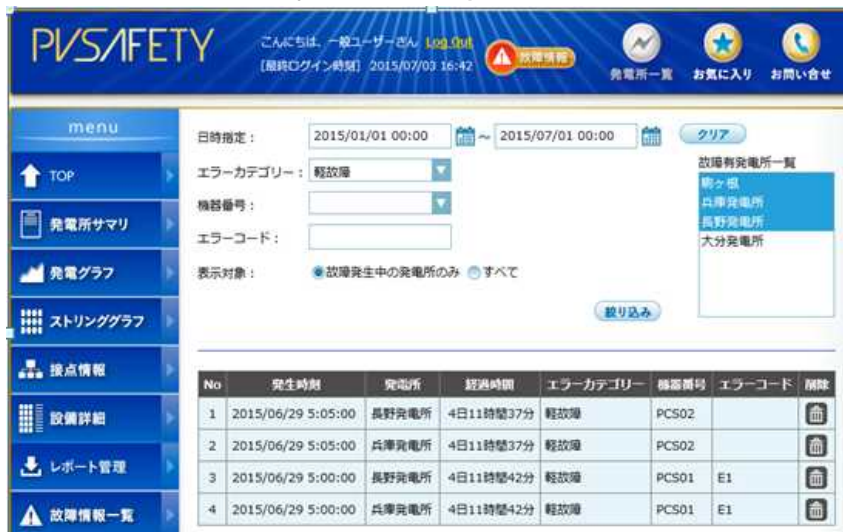 PVSAFETY
こんにちは、一般ユーザーさん Log Out
[最終ログイン時刻] 2015/07/03 16:42
故障情報
発電所一覧 お気に入り お問い合せ
menu
TOP
発電所サマリ
発電グラフ
ストリンググラフ
接点情報
設備詳細
レポート管理
故障情報一覧
日時指定： 2015/01/01 00:00 ～ 2015/07/01 00:00 クリア
エラーカテゴリー： 軽故障
機器番号：
エラーコード：
表示対象： 故障発生中の発電所のみ すべて
故障有発電所一覧
駒ヶ根
兵庫発電所
長野発電所
大分発電所
絞り込み
No 発生時刻 発電所 経過時間 エラーカテゴリー 機器番号 エラーコード 削除
1 2015/06/29 5:05:00 長野発電所 4日11時間37分 軽故障 PCS02
2 2015/06/29 5:05:00 兵庫発電所 4日11時間37分 軽故障 PCS02
3 2015/06/29 5:00:00 長野発電所 4日11時間42分 軽故障 PCS01 E1
4 2015/06/29 5:00:00 兵庫発電所 4日11時間42分 軽故障 PCS01 E1